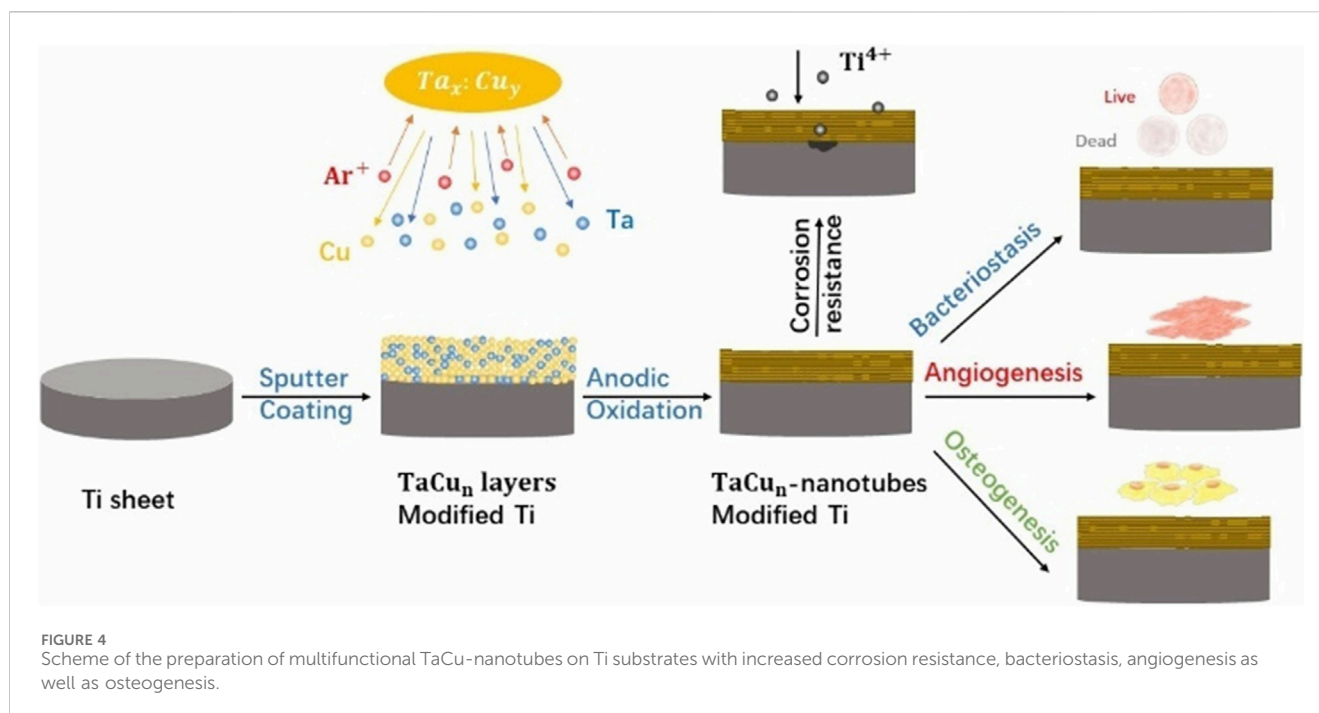 Taₓ: Cuᵧ
Ar⁺
Cu
Ta
Ti⁴⁺
Live
Dead
Corrosion
resistance
Bacteriostasis
Angiogenesis
Osteogenesis
Sputter
Coating
Anodic
Oxidation
Ti sheet
TaCuₙ layers
Modified Ti
TaCuₙ-nanotubes
Modified Ti
FIGURE 4
Scheme of the preparation of multifunctional TaCu-nanotubes on Ti substrates with increased corrosion resistance, bacteriostasis, angiogenesis as
well as osteogenesis.